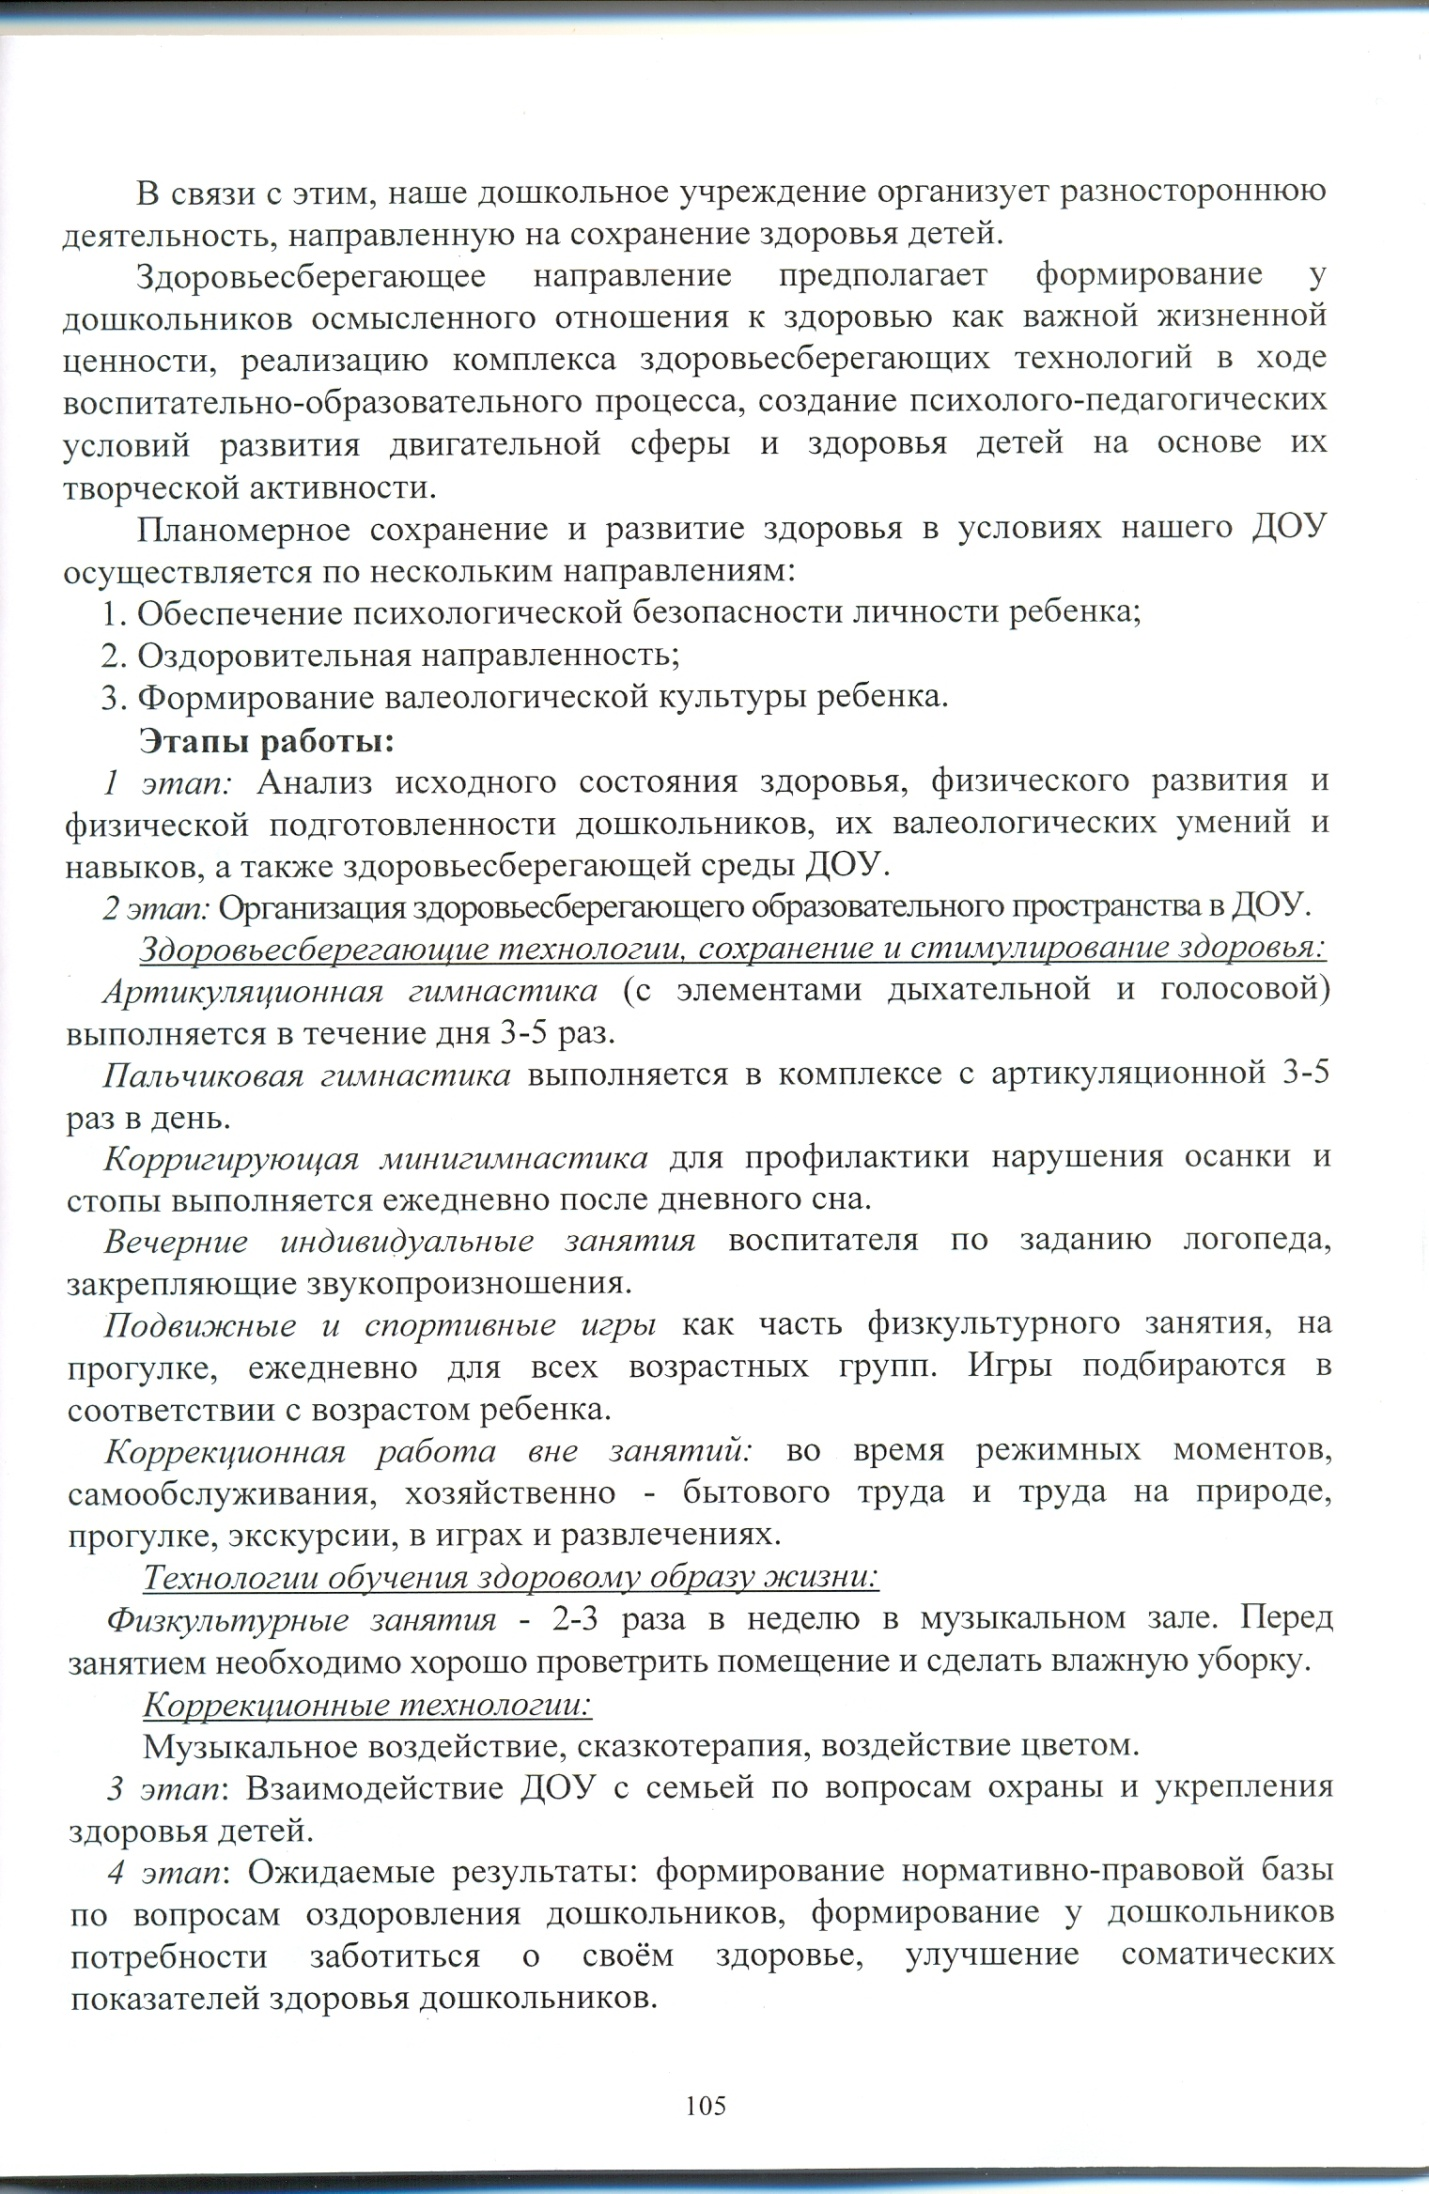 В связи с этим, наше дошкольное учреждение организует разностороннюю
деятельность, направленную на сохранение здоровья детей.
Здоровьесберегающее направление предполагает формирование у
дошкольников осмысленного отношения к здоровью как важной жизненной
ценности, реализацию комплекса здоровьесберегающих технологий в ходе
воспитательно-образовательного процесса, создание психолого-педагогических
условий развития двигательной сферы и здоровья детей на основе их
творческой активности.
Планомерное сохранение и развитие здоровья в условиях нашего ДОУ
осуществляется по нескольким направлениям:
1. Обеспечение психологической безопасности личности ребенка;
2. Оздоровительная направленность;
3. Формирование валеологической культуры ребенка.
Этапы работы:
1 этап: Анализ исходного состояния здоровья, физического развития и
физической подготовленности дошкольников, их валеологических умений и
навыков, а также здоровьесберегающей среды ДОУ.
2 этап: Организация здоровьесберегающего образовательного пространства в ДОУ.
Здоровьесберегающие технологии, сохранение и стимулирование здоровья:
Артикуляционная гимнастика (с элементами дыхательной и голосовой)
выполняется в течение дня 3-5 раз.
Пальчиковая гимнастика выполняется в комплексе с артикуляционной 3-5
раз в день.
Корригирующая минигимнастика для профилактики нарушения осанки и
стопы выполняется ежедневно после дневного сна.
Вечерние индивидуальные занятия воспитателя по заданию логопеда,
закрепляющие звукопроизношения.
Подвижные и спортивные игры как часть физкультурного занятия, на
прогулке, ежедневно для всех возрастных групп. Игры подбираются в
соответствии с возрастом ребенка.
Коррекционная работа вне занятий: во время режимных моментов,
самообслуживания, хозяйственно - бытового труда и труда на природе,
прогулке, экскурсии, в играх и развлечениях.
Технологии обучения здоровому образу жизни:
Физкультурные занятия - 2-3 раза в неделю в музыкальном зале. Перед
занятием необходимо хорошо проветрить помещение и сделать влажную уборку.
Коррекционные технологии:
Музыкальное воздействие, сказкотерапия, воздействие цветом.
3 этап: Взаимодействие ДОУ с семьей по вопросам охраны и укрепления
здоровья детей.
4 этап: Ожидаемые результаты: формирование нормативно-правовой базы
по вопросам оздоровления дошкольников, формирование у дошкольников
потребности заботиться о своём здоровье, улучшение соматических
показателей здоровья дошкольников.
105